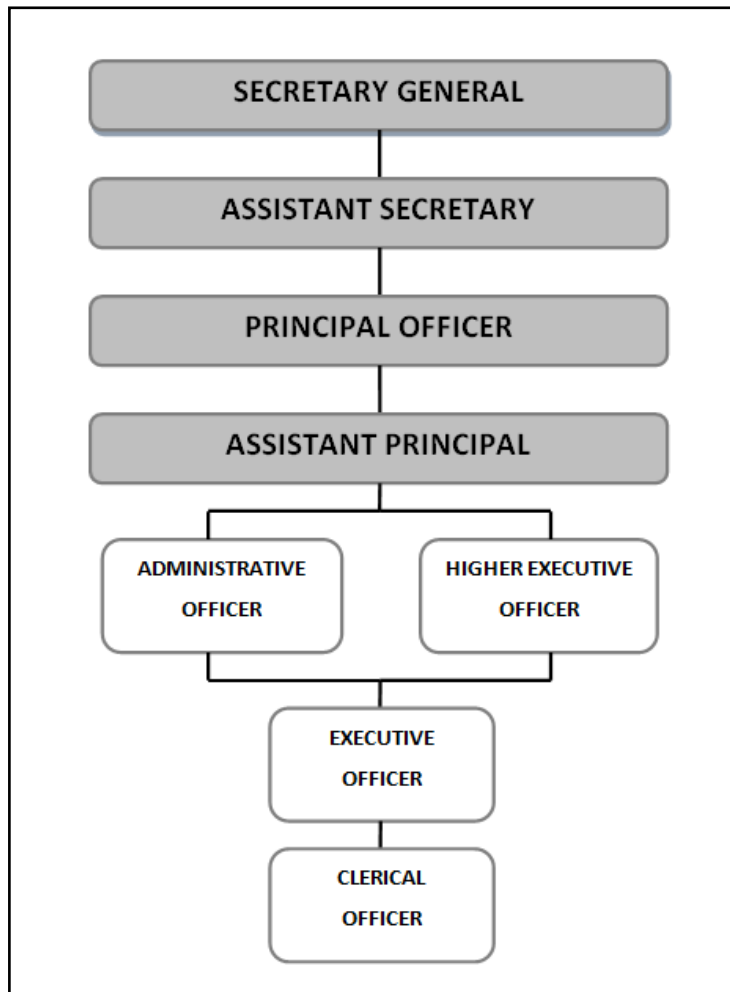 SECRETARY GENERAL
ASSISTANT SECRETARY
PRINCIPAL OFFICER
ASSISTANT PRINCIPAL
ADMINISTRATIVE
OFFICER
HIGHER EXECUTIVE
OFFICER
EXECUTIVE
OFFICER
CLERICAL
OFFICER